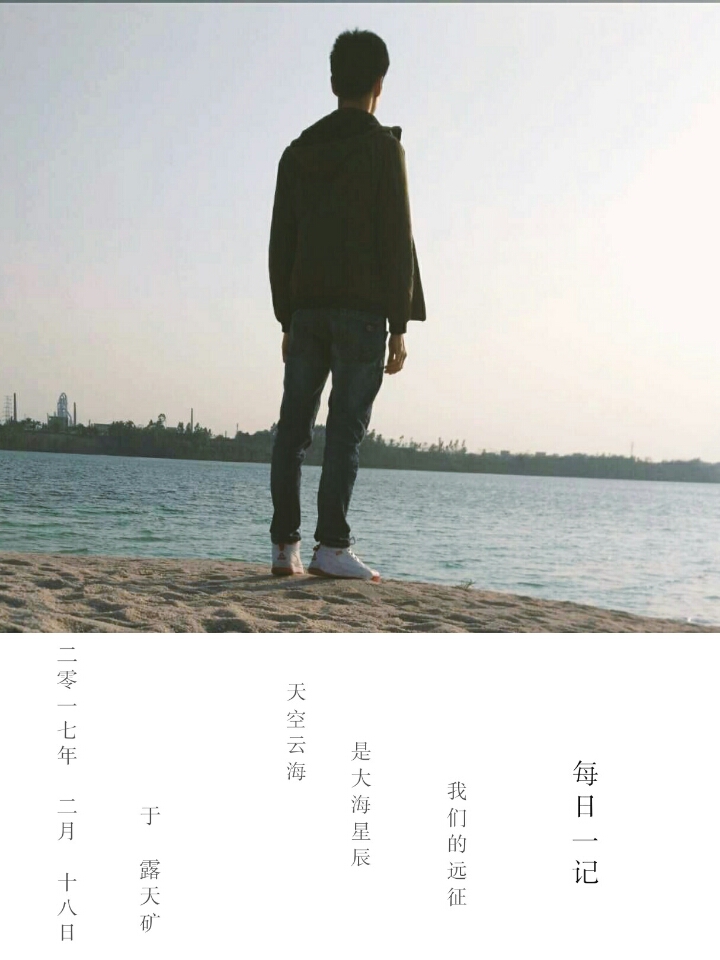 每日一记
我们的远征
是大海星辰
天空云海
于 露天矿
二零一七年 二月 十八日